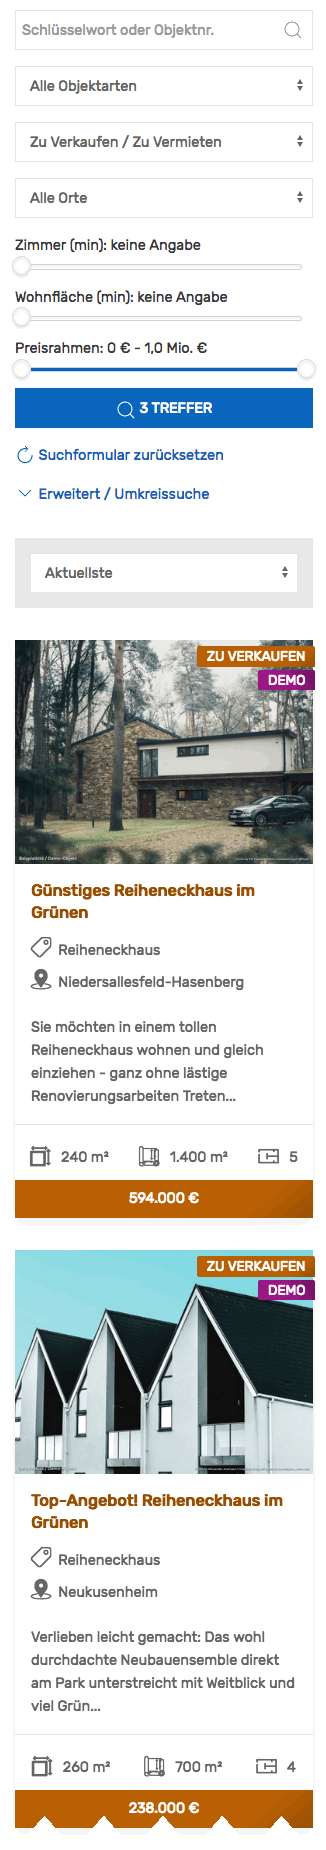 Schlüsselwort oder Objektnr.
Alle Objektarten
Zu Verkaufen / Zu Vermieten
Alle Orte
Zimmer (min): keine Angabe
Wohnfläche (min): keine Angabe
Preisrahmen: 0 € - 1,0 Mio. €
3 TREFFER
Suchformular zurücksetzen
Erweitert / Umkreissuche
Aktuellste
ZU VERKAUFEN
DEMO
Beispielbild / Demo-Objekt
Günstiges Reiheneckhaus im
Grünen
Reiheneckhaus
Niedersallesfeld-Hasenberg
Sie möchten in einem tollen
Reiheneckhaus wohnen und gleich
einziehen - ganz ohne lästige
Renovierungsarbeiten Treten...
240 m² 1.400 m² 5
594.000 €
ZU VERKAUFEN
DEMO
Top-Angebot! Reiheneckhaus im
Grünen
Reiheneckhaus
Neukusenheim
Verlieben leicht gemacht: Das wohl
durchdachte Neubauensemble direkt
am Park unterstreicht mit Weitblick und
viel Grün...
260 m² 700 m² 4
238.000 €